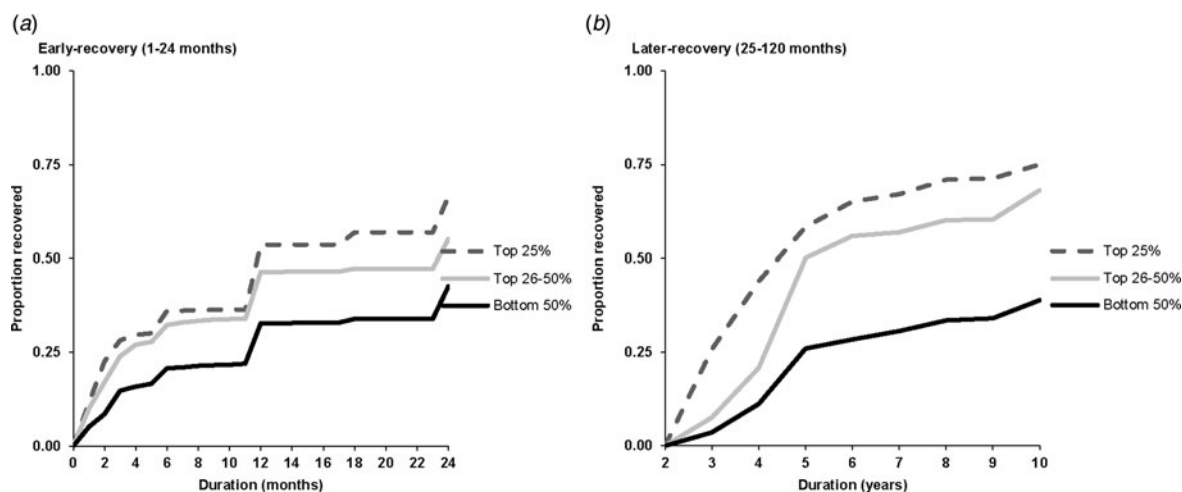 (a)
Early-recovery (1-24 months)
1.00
0.75
0.50
0.25
0.00
Proportion recovered
0 2 4 6 8 10 12 14 16 18 20 22 24
Duration (months)
Top 25%
Top 26-50%
Bottom 50%
(b)
Later-recovery (25-120 months)
1.00
0.75
0.50
0.25
0.00
Proportion recovered
2 3 4 5 6 7 8 9 10
Duration (years)
Top 25%
Top 26-50%
Bottom 50%